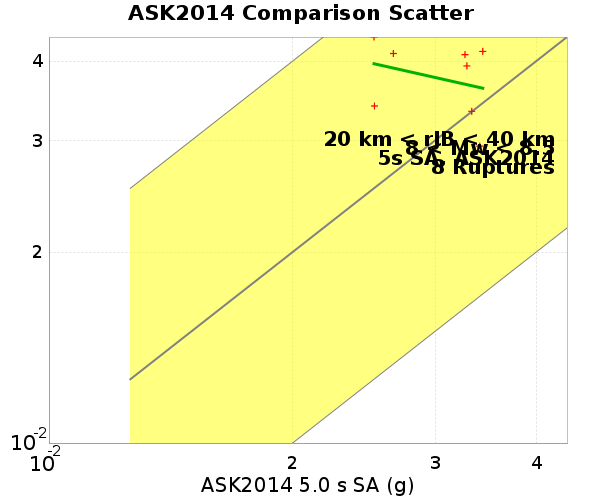 ASK2014 Comparison Scatter
4
3
20 km < rJB < 40 km
8 < Mw < 8.5
5s SA, ASK2014
8 Ruptures
2
10-2
10-2
2
3
4
ASK2014 5.0 s SA (g)